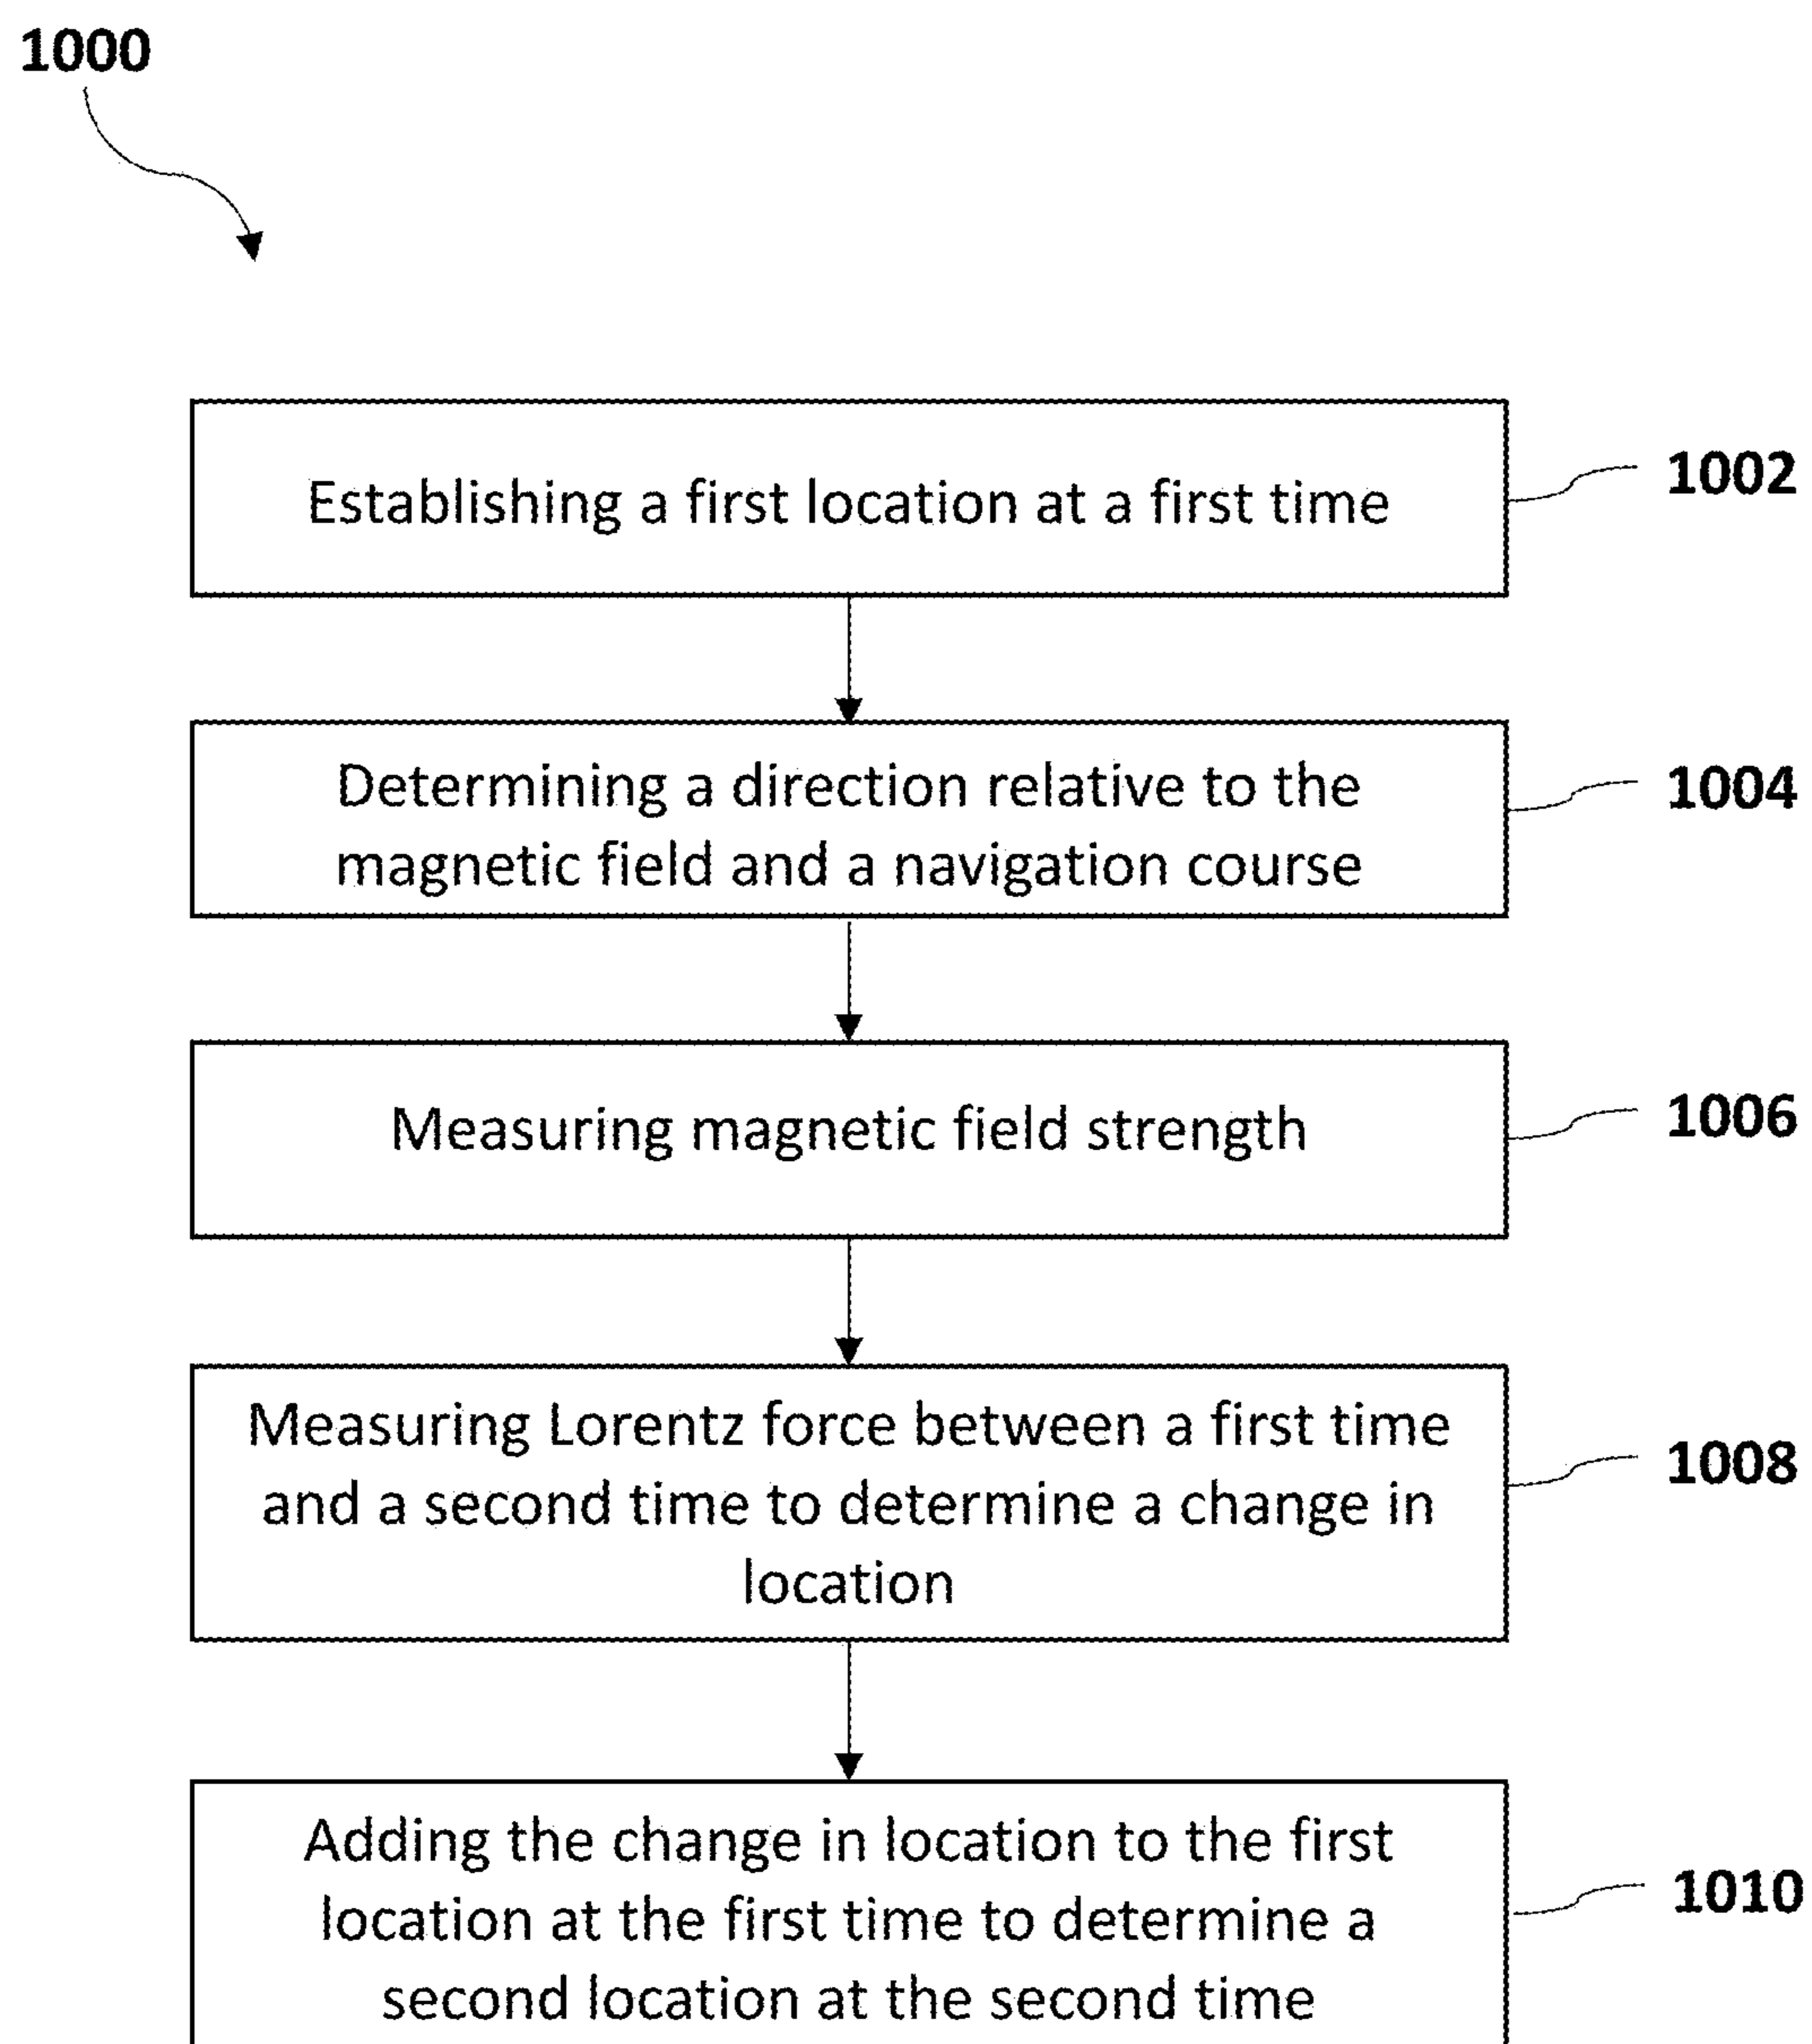 1000
Establishing a first location at a first time
1002
Determining a direction relative to the
magnetic field and a navigation course
1004
Measuring magnetic field strength
1006
Measuring Lorentz force between a first time
and a second time to determine a change in
location
1008
Adding the change in location to the first
location at the first time to determine a
second location at the second time
1010